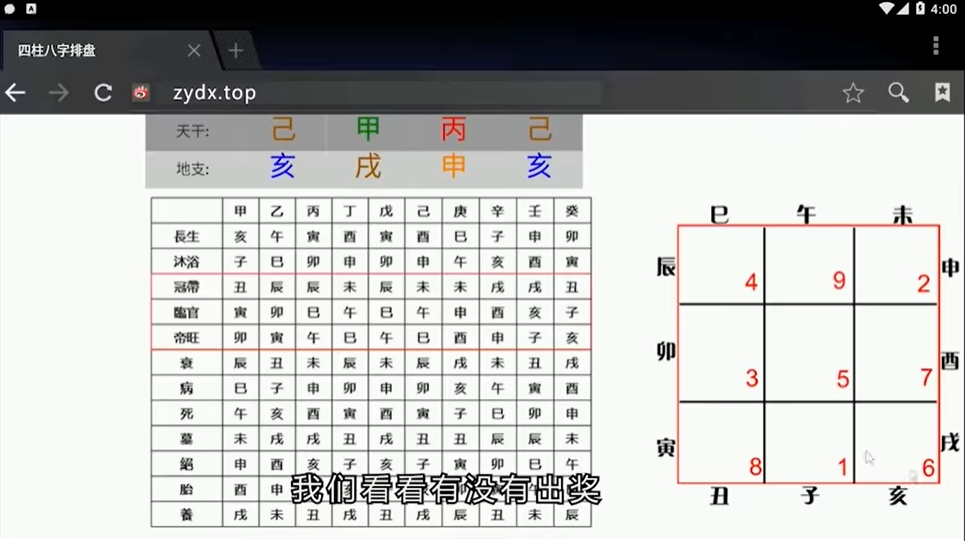 4:00
四柱八字排盘
zydx.top
天干: 己 甲 丙 己
地支: 亥 戌 申 亥
甲 乙 丙 丁 戊 己 庚 辛 壬 癸
長生 亥 午 寅 酉 寅 酉 巳 子 申 卯
沐浴 子 巳 卯 申 卯 申 午 亥 酉 寅
冠帶 丑 辰 辰 未 辰 未 未 戌 戌 丑
臨官 寅 卯 巳 午 巳 午 申 酉 亥 子
帝旺 卯 寅 午 巳 午 巳 酉 申 子 亥
衰 辰 丑 未 辰 未 辰 戌 未 丑 戌
病 巳 子 申 卯 申 卯 亥 午 寅 酉
死 午 亥 酉 寅 酉 寅 子 巳 卯 申
墓 未 戌 戌 丑 戌 丑 丑 辰 辰 未
絕 申 酉 亥 子 亥 子 寅 卯 巳 午
胎 酉 申
我们看看有没有出奖
養 戌 未 丑 戌 丑 戌 辰 丑 未 辰
巳 午 未
辰 4 9 2 申
卯 3 5 7 酉
寅 8 1 6 戌
丑 子 亥